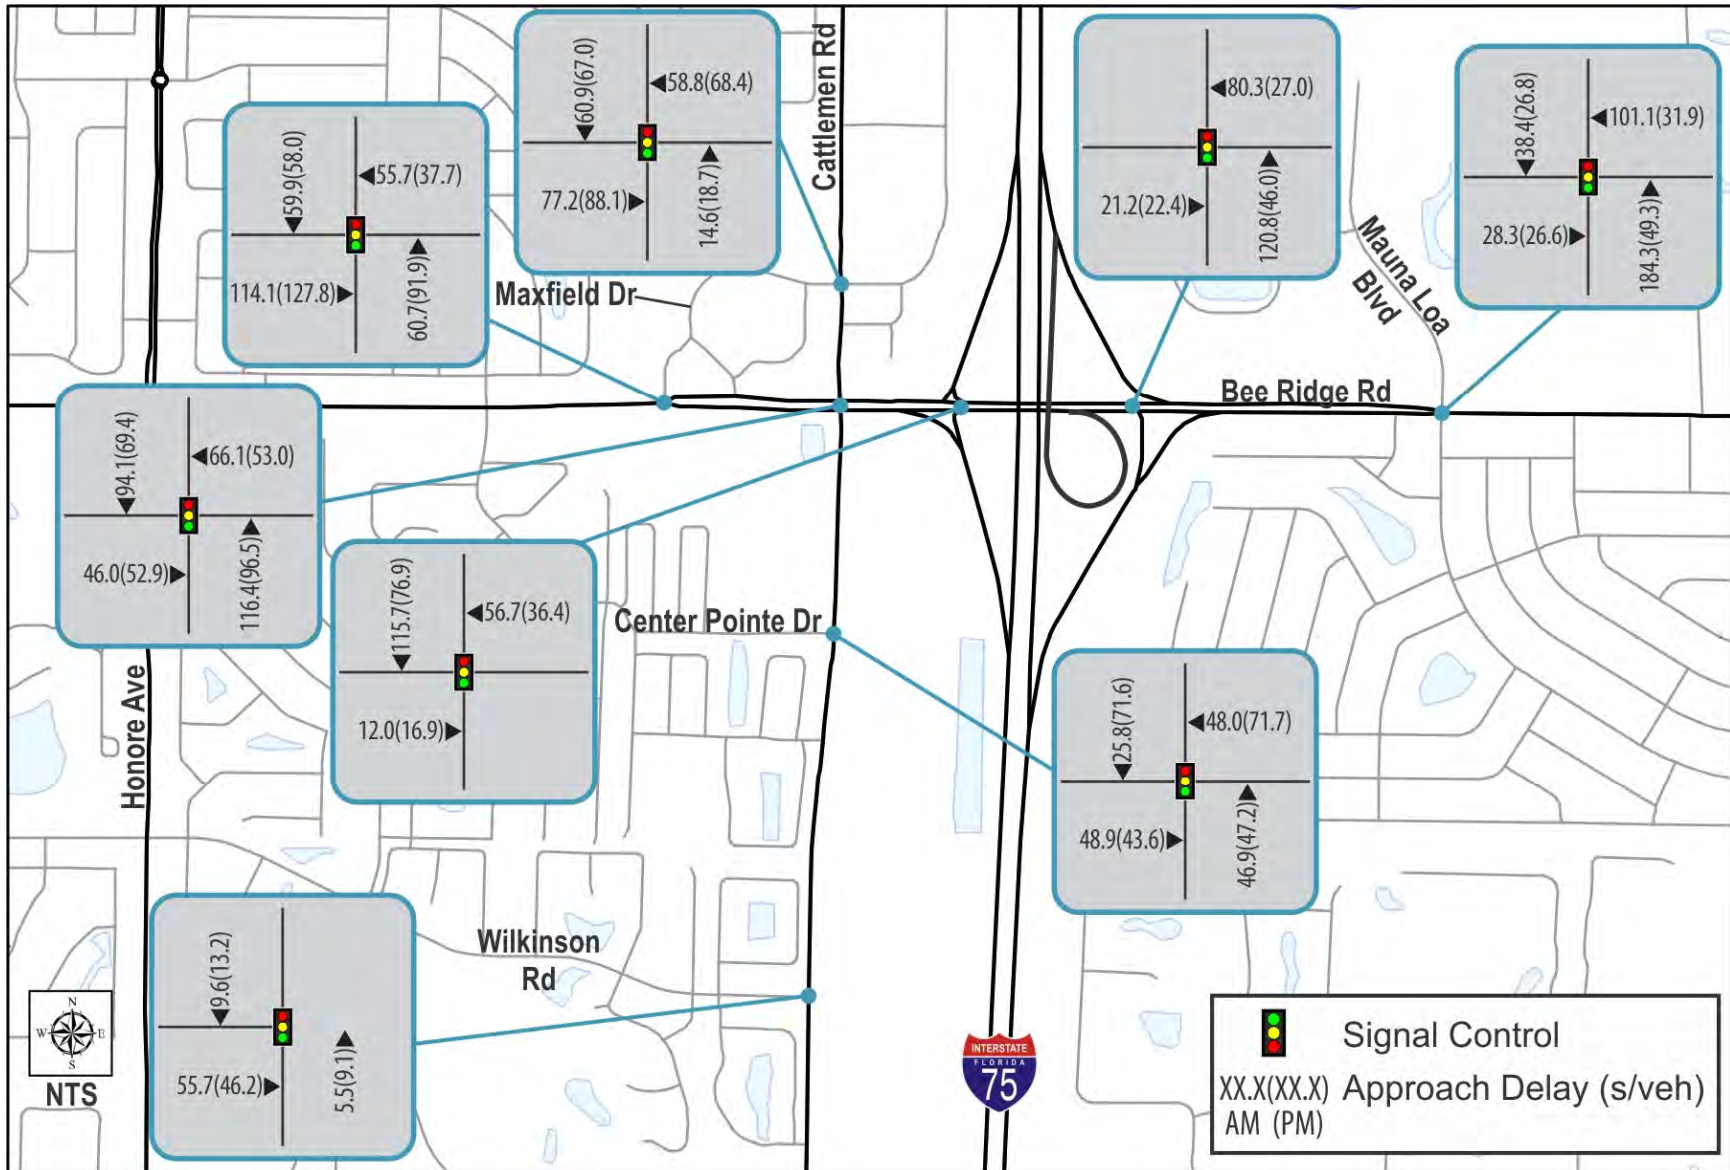 Cattlemen Rd
60.9(67.0)
58.8(68.4)
77.2(88.1)
14.6(18.7)
80.3(27.0)
21.2(22.4)
120.8(46.0)
38.4(26.8)
101.1(31.9)
28.3(26.6)
184.3(49.3)
59.9(58.0)
55.7(37.7)
114.1(127.8)
60.7(91.9)
Maxfield Dr
Mauna Loa
Blvd
Bee Ridge Rd
94.1(69.4)
66.1(53.0)
46.0(52.9)
116.4(96.5)
115.7(76.9)
56.7(36.4)
12.0(16.9)
Center Pointe Dr
Honore Ave
25.8(71.6)
48.0(71.7)
48.9(43.6)
46.9(47.2)
9.6(13.2)
55.7(46.2)
5.5(9.1)
Wilkinson
Rd
N
W E
S
NTS
INTERSTATE
FLORIDA
75
Signal Control
XX.X(XX.X) Approach Delay (s/veh)
AM (PM)